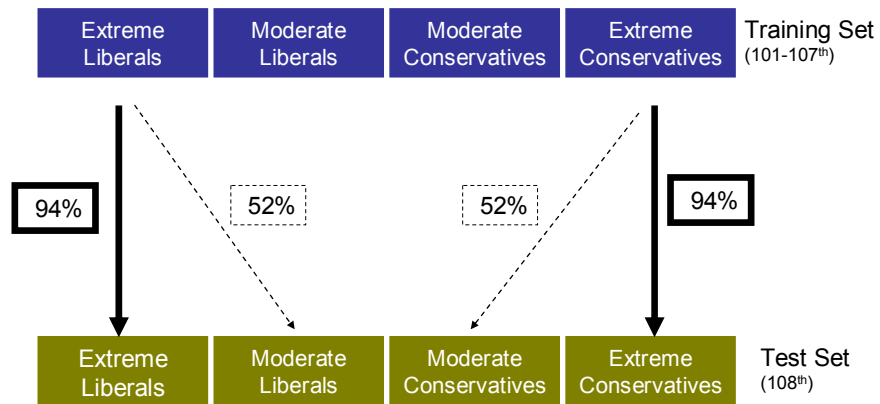 Extreme
Liberals
Moderate
Liberals
Moderate
Conservatives
Extreme
Conservatives
Training Set
(101-107th)
94%
52%
52%
94%
Extreme
Liberals
Moderate
Liberals
Moderate
Conservatives
Extreme
Conservatives
Test Set
(108th)